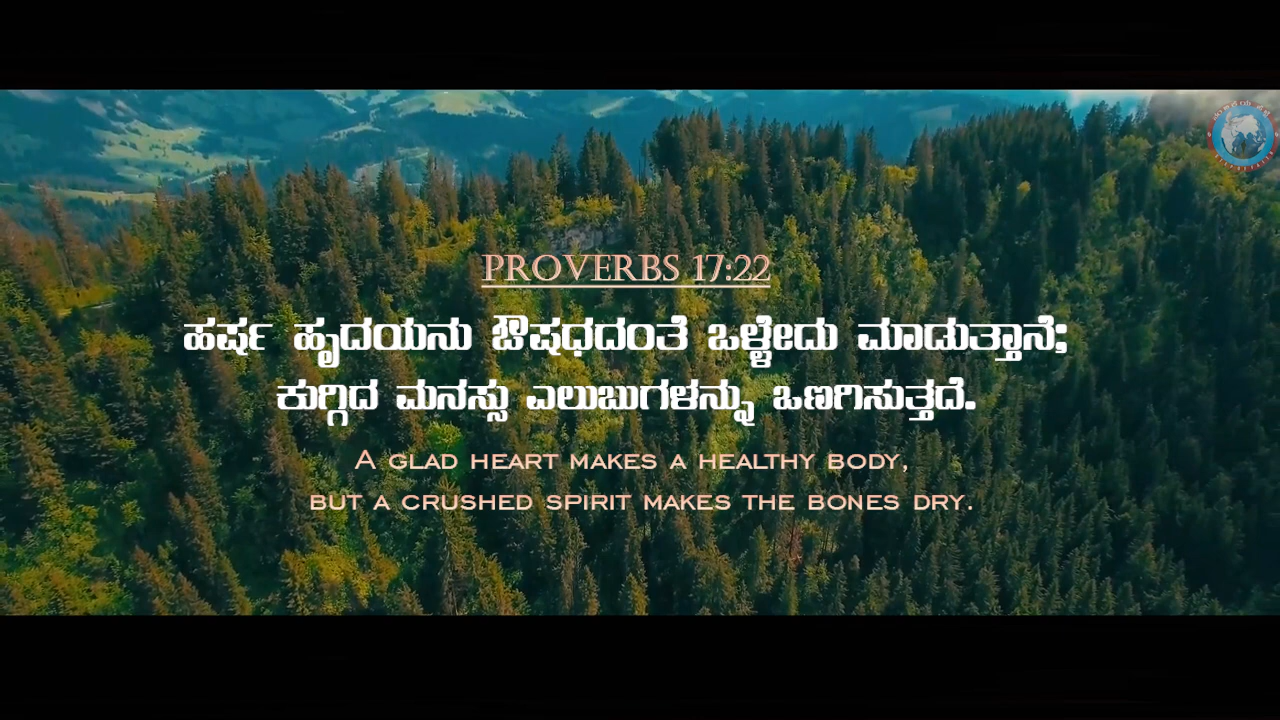 PROVERBS 17:22
ಹರ್ಷ ಹೃದಯನು ಔಷಧದಂತೆ ಒಳ್ಳೇದು ಮಾಡುತ್ತಾನೆ;
ಕುಗ್ಗಿದ ಮನಸ್ಸು ಎಲುಬುಗಳನ್ನು ಒಣಗಿಸುತ್ತದೆ.
A GLAD HEART MAKES A HEALTHY BODY,
BUT A CRUSHED SPIRIT MAKES THE BONES DRY.